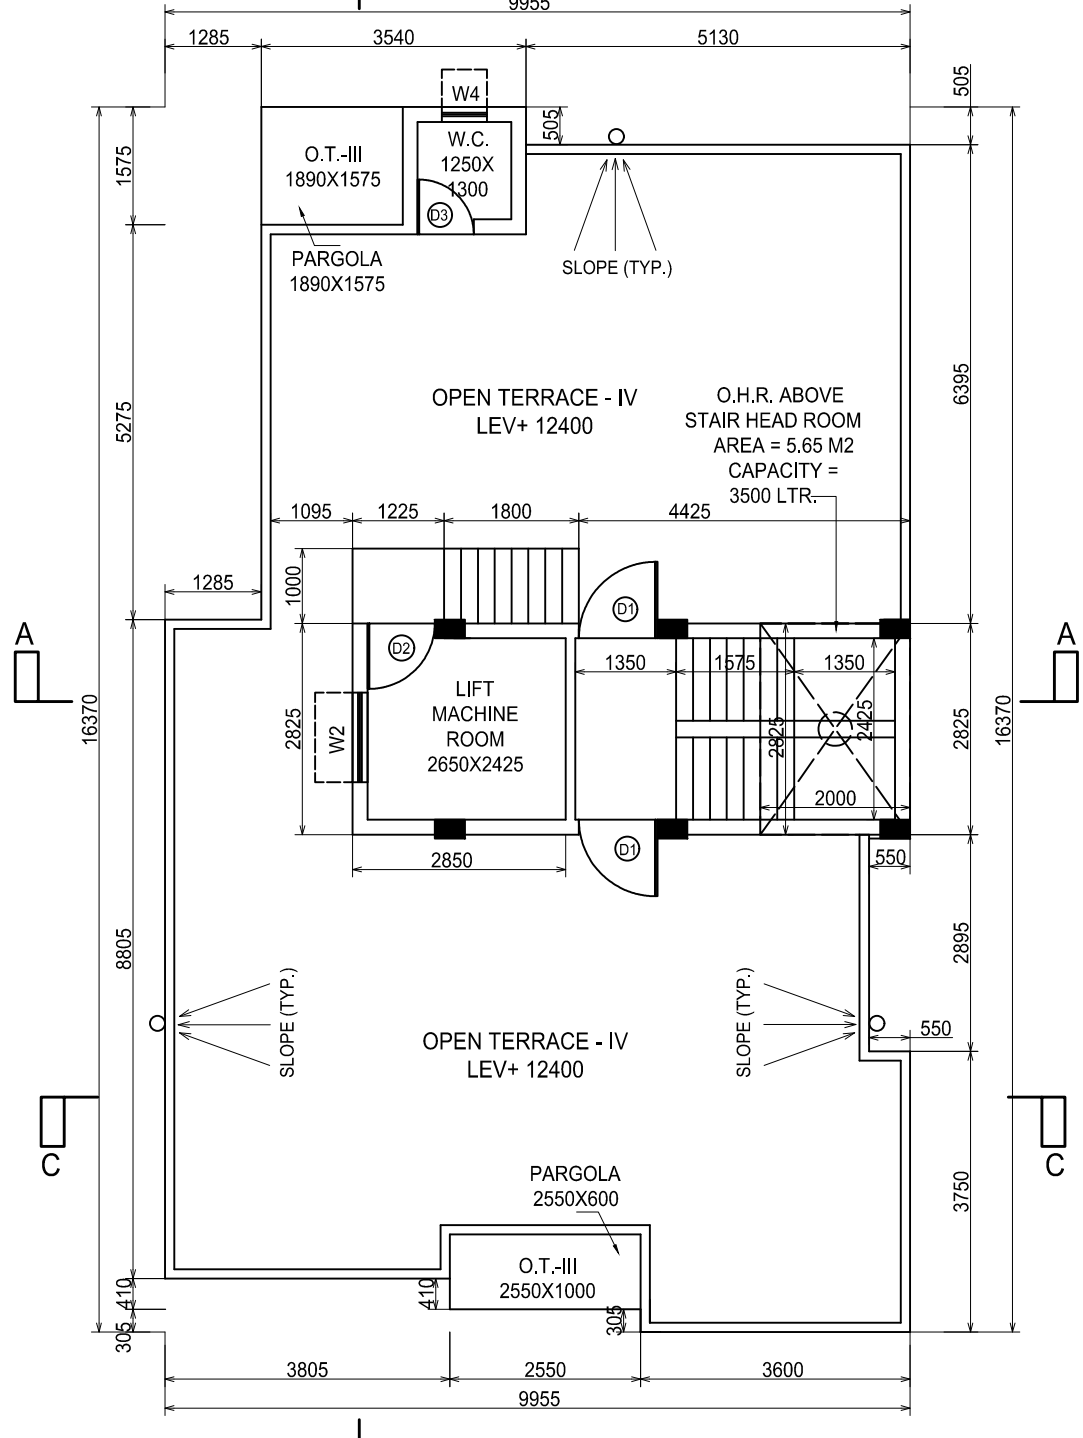 9955
1285
3540
5130
505
W4
505
W.C.
1250X
1300
O.T.-III
1890X1575
1575
D3
PARGOLA
1890X1575
SLOPE (TYP.)
5275
6395
OPEN TERRACE - IV
LEV+ 12400
O.H.R. ABOVE
STAIR HEAD ROOM
AREA = 5.65 M2
CAPACITY =
3500 LTR.
1095
1225
1800
4425
1285
1000
D1
A
A
D2
1350
1575
1350
16370
2825
W2
LIFT
MACHINE
ROOM
2650X2425
2825
2425
2825
16370
2000
D1
2850
550
8805
2895
SLOPE (TYP.)
SLOPE (TYP.)
OPEN TERRACE - IV
LEV+ 12400
550
C
C
PARGOLA
2550X600
3750
O.T.-III
2550X1000
410
410
305
305
3805
2550
3600
9955